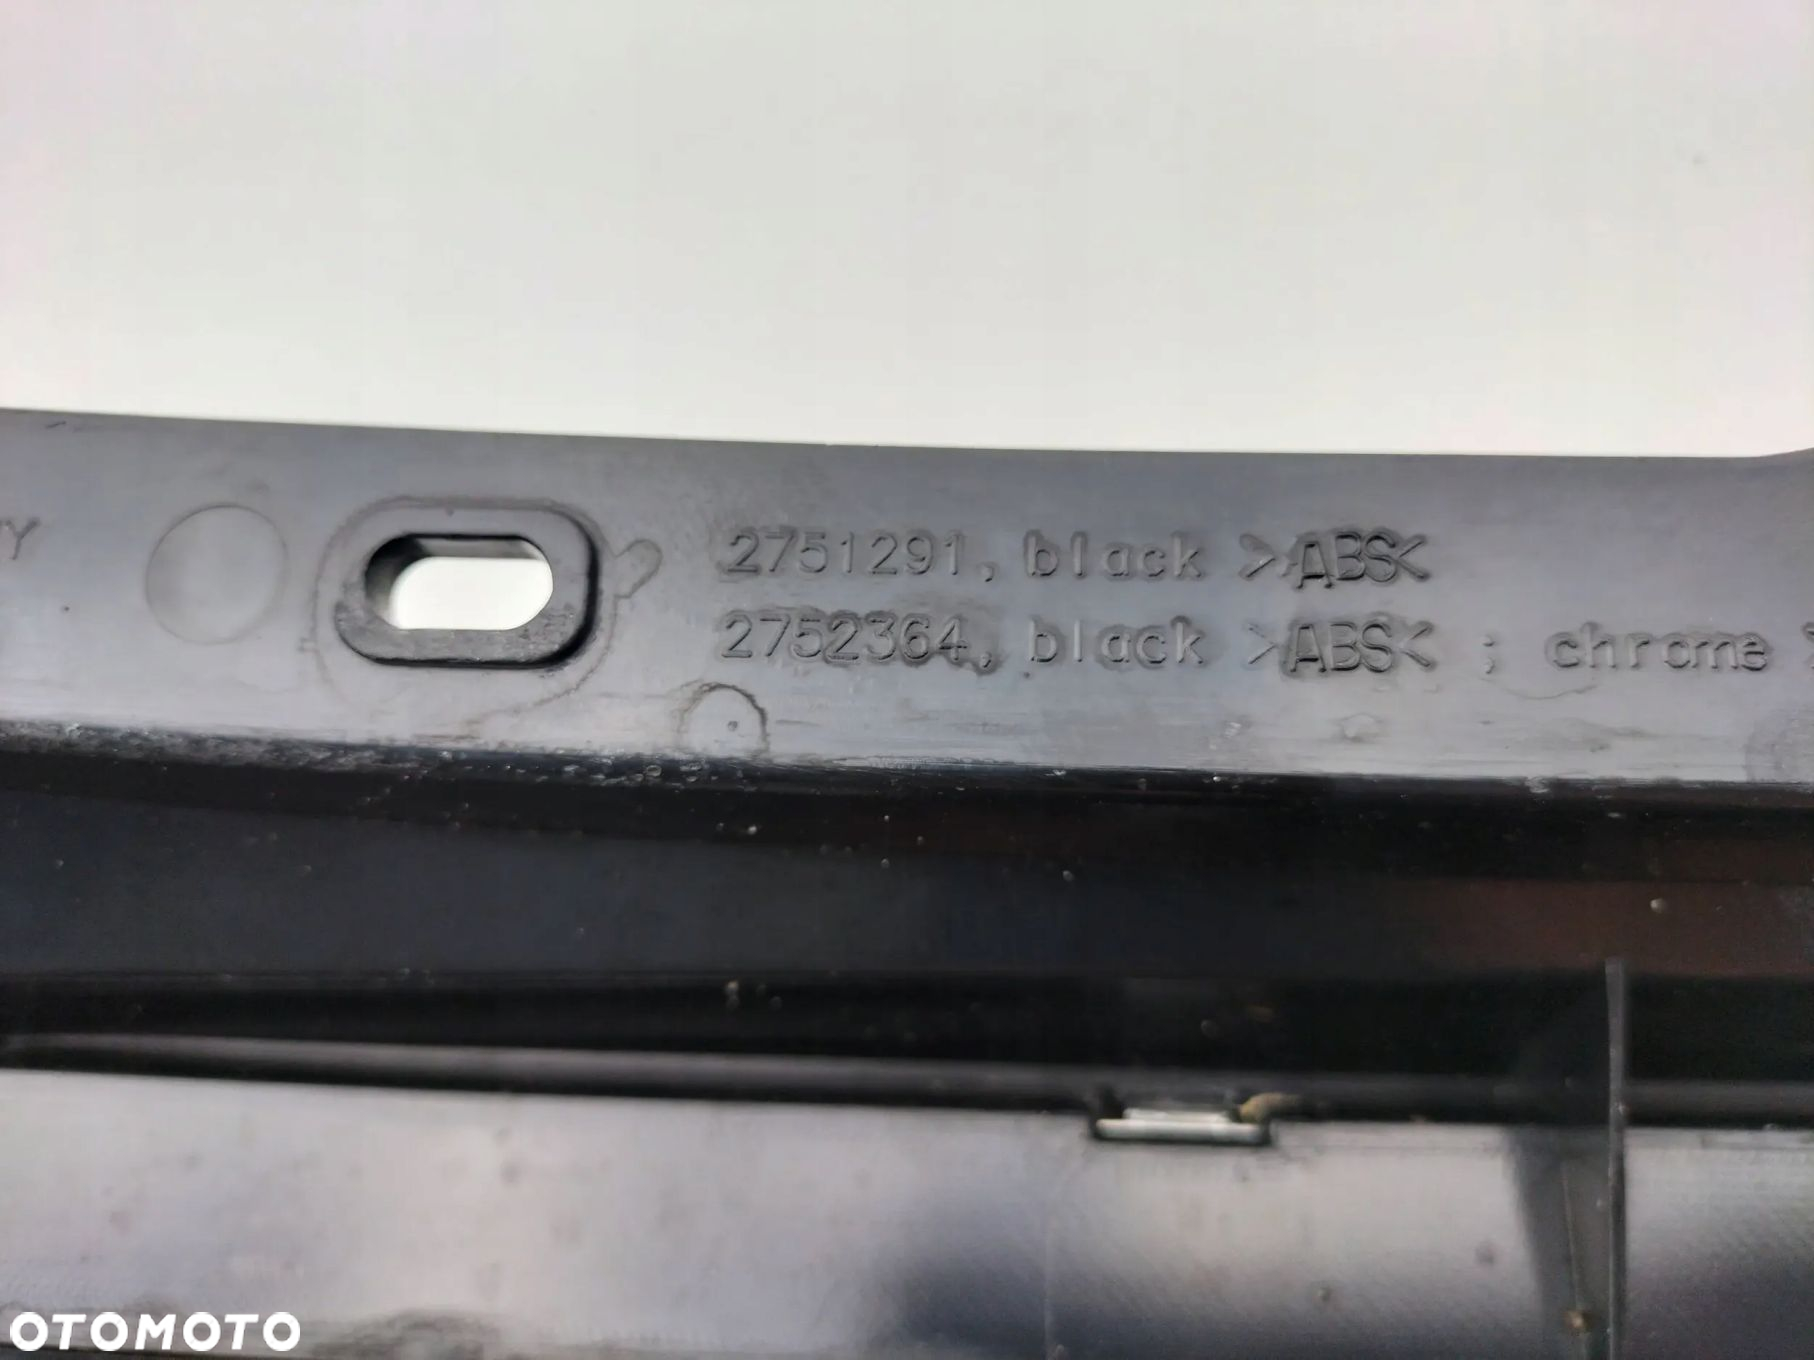 Y
2751291, black >ABS<
2752364, black >ABS< ; chrome >
OTOMOTO